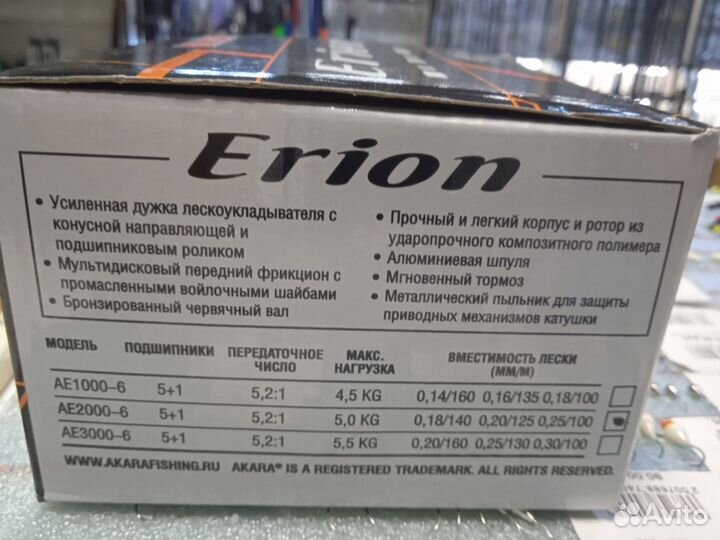 Erion
Erion
• Усиленная дужка лесκоукладывателя с
конусной направляющей и
подшипниковым роликом
• Мультидисковый передний фрикцион с
промасленными войлочными шайбами
• Бронзированный червячный вал
• Прочный и легкий корпус и ротор из
ударопрочного композитного полимера
• Алюминиевая шпуля
• Мгновенный тормоз
• Металлический пыльник для защиты
приводных механизмов катушки
МОДЕЛЬ ПОДШИПНИКИ ПЕРЕДАТОЧНОЕ ЧИСЛО МАКС. НАГРУЗКА ВМЕСТИМОСТЬ ЛЕСКИ (ММ/М)
AE1000–6 5+1 5,2:1 4,5 KG 0,14/160 0,16/135 0,18/100
AE2000–6 5+1 5,2:1 5,0 KG 0,18/140 0,20/125 0,25/100
AE3000–6 5+1 5,2:1 5,5 KG 0,20/160 0,25/130 0,30/100
WWW.AKARAFISHING.RU AKARA® IS A REGISTERED TRADEMARK. ALL RIGHTS RESERVED.
Avito